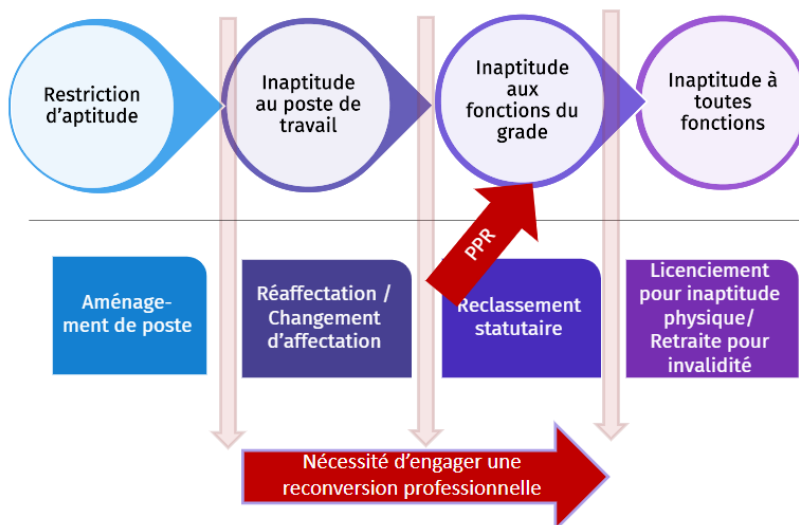 Restriction
d'aptitude
Inaptitude
au poste de
travail
Inaptitude
aux
fonctions du
grade
Inaptitude à
toutes
fonctions
PPR
Aménage-
ment de poste
Réaffectation /
Changement
d'affectation
Reclassement
statutaire
Licenciement
pour inaptitude
physique/
Retraite pour
invalidité
Nécessité d'engager une
reconversion professionnelle